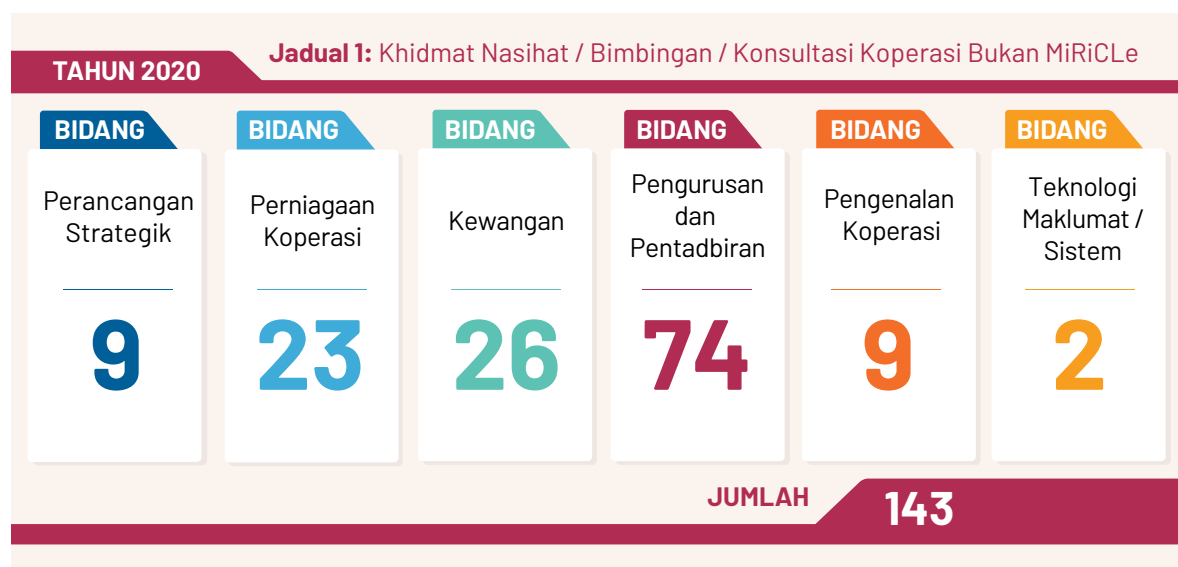 Jadual 1: Khidmat Nasihat / Bimbingan / Konsultasi Koperasi Bukan MiRiCLe
TAHUN 2020
BIDANG
Perancangan
Strategik
9
BIDANG
Perniagaan
Koperasi
23
BIDANG
Kewangan
26
BIDANG
Pengurusan
dan
Pentadbiran
74
BIDANG
Pengenalan
Koperasi
9
BIDANG
Teknologi
Maklumat /
Sistem
2
JUMLAH
143